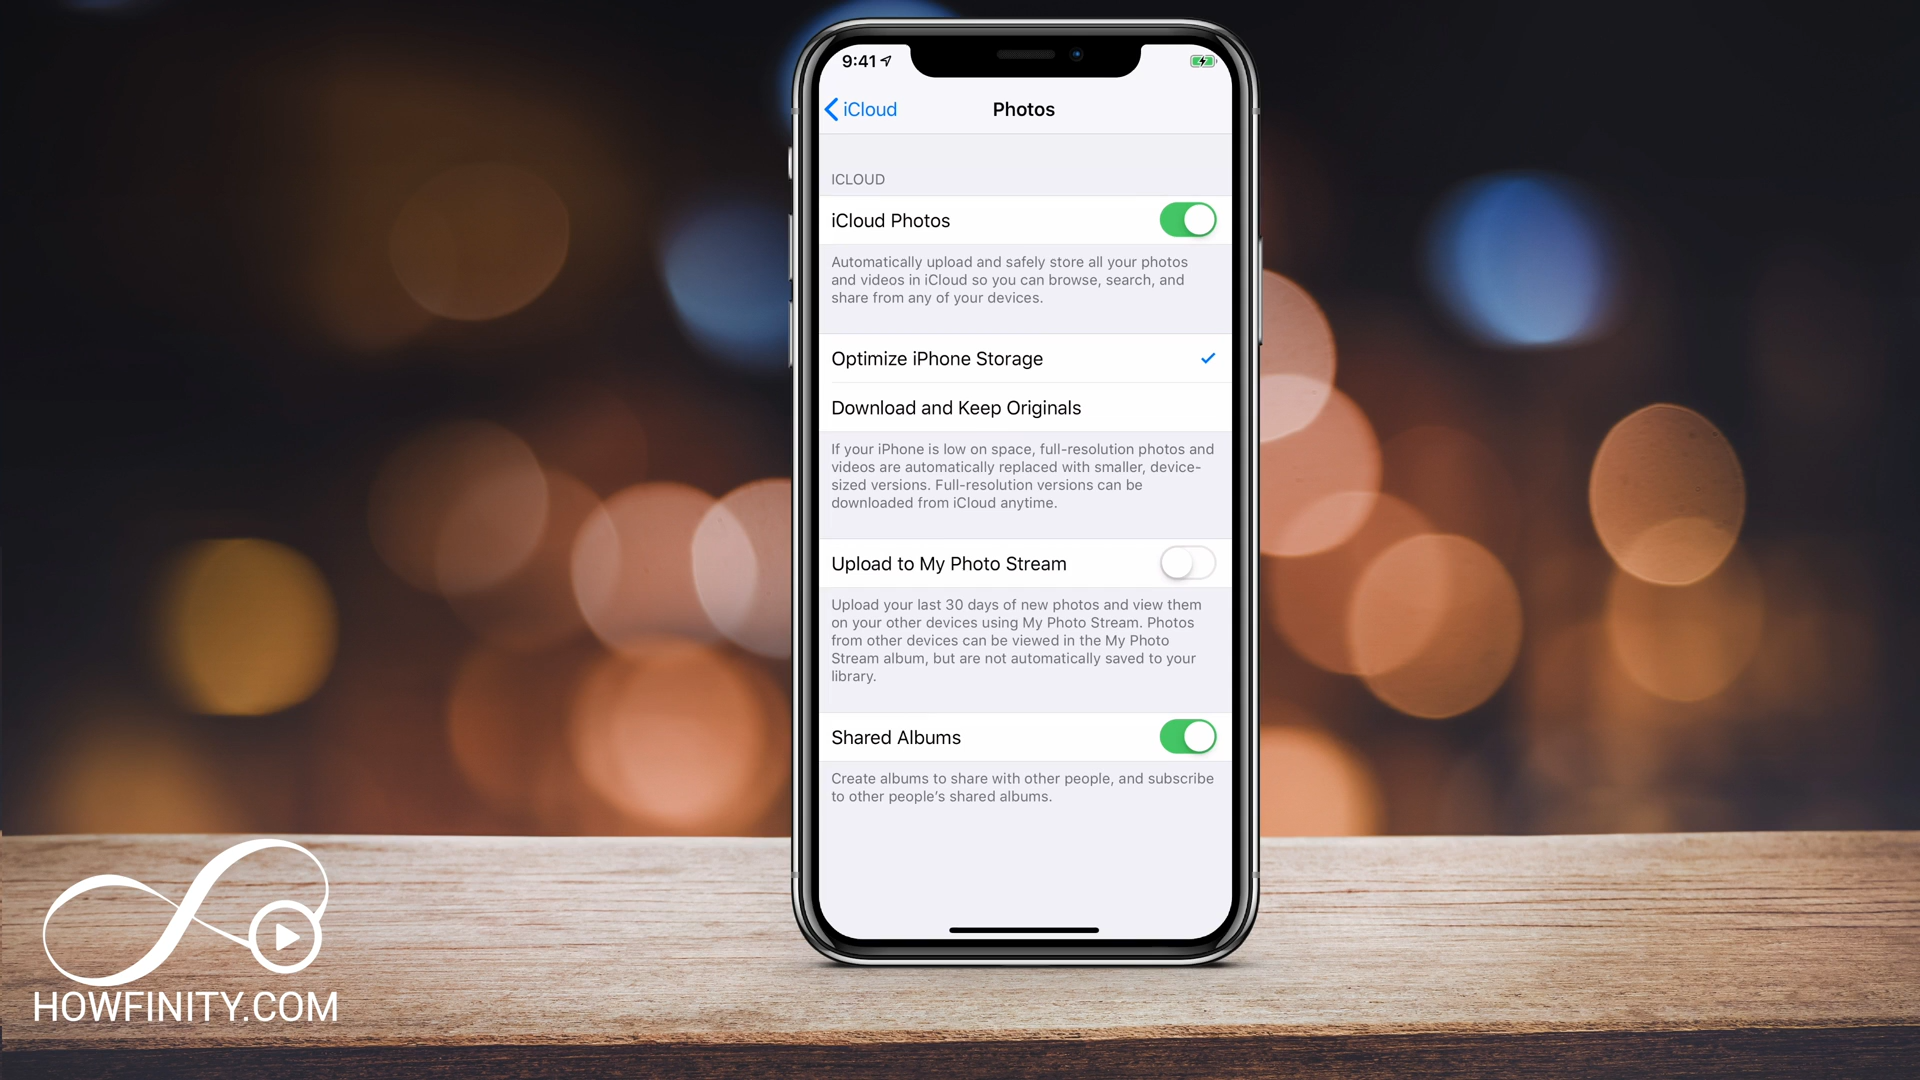 9:41
iCloud
Photos
ICLOUD
iCloud Photos
Automatically upload and safely store all your photos
and videos in iCloud so you can browse, search, and
share from any of your devices.
Optimize iPhone Storage
Download and Keep Originals
If your iPhone is low on space, full-resolution photos and
videos are automatically replaced with smaller, device-
sized versions. Full-resolution versions can be
downloaded from iCloud anytime.
Upload to My Photo Stream
Upload your last 30 days of new photos and view them
on your other devices using My Photo Stream. Photos
from other devices can be viewed in the My Photo
Stream album, but are not automatically saved to your
library.
Shared Albums
Create albums to share with other people, and subscribe
to other people's shared albums.
HOWFINITY.COM